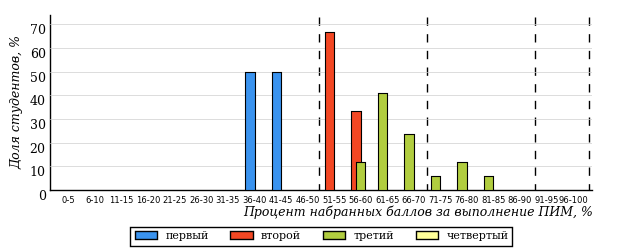 Доля студентов, %
70
60
50
40
30
20
10
0
0-5 6-10 11-15 16-20 21-25 26-30 31-35 36-40 41-45 46-50 51-55 56-60 61-65 66-70 71-75 76-80 81-85 86-90 91-95 96-100
Процент набранных баллов за выполнение ПИМ, %
первый второй третий четвертый